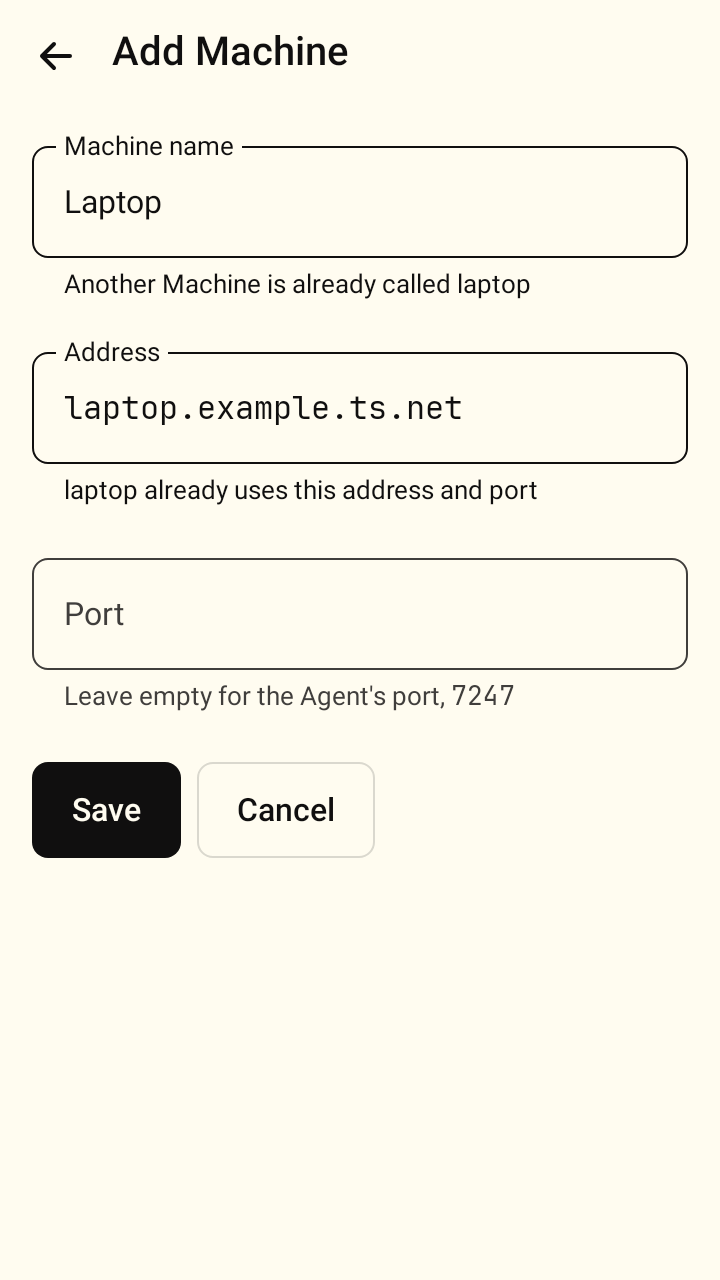 Add Machine
Machine name
Laptop
Another Machine is already called laptop
Address
laptop.example.ts.net
laptop already uses this address and port
Port
Leave empty for the Agent's port, 7247
Save
Cancel